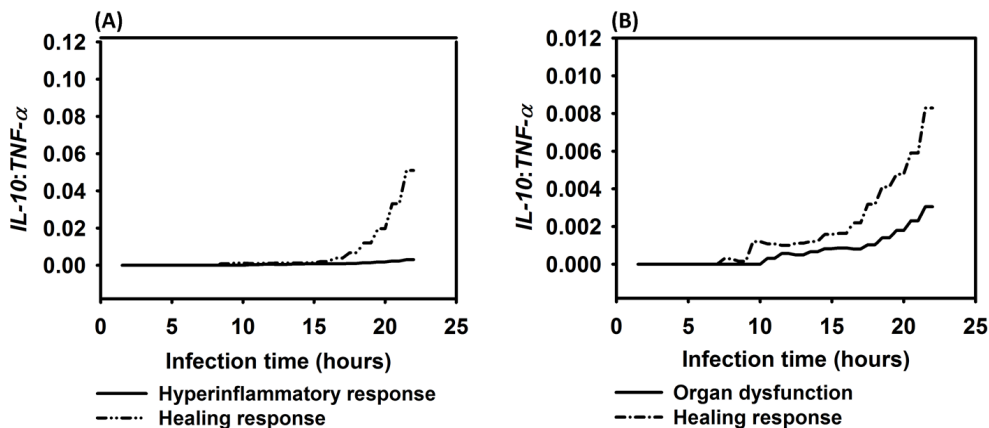 (A)
0.12
0.10
0.08
0.06
0.04
0.02
0.00
IL-10:TNF-α
0 5 10 15 20 25
Infection time (hours)
Hyperinflammatory response
Healing response
(B)
0.012
0.010
0.008
0.006
0.004
0.002
0.000
IL-10:TNF-α
0 5 10 15 20 25
Infection time (hours)
Organ dysfunction
Healing response